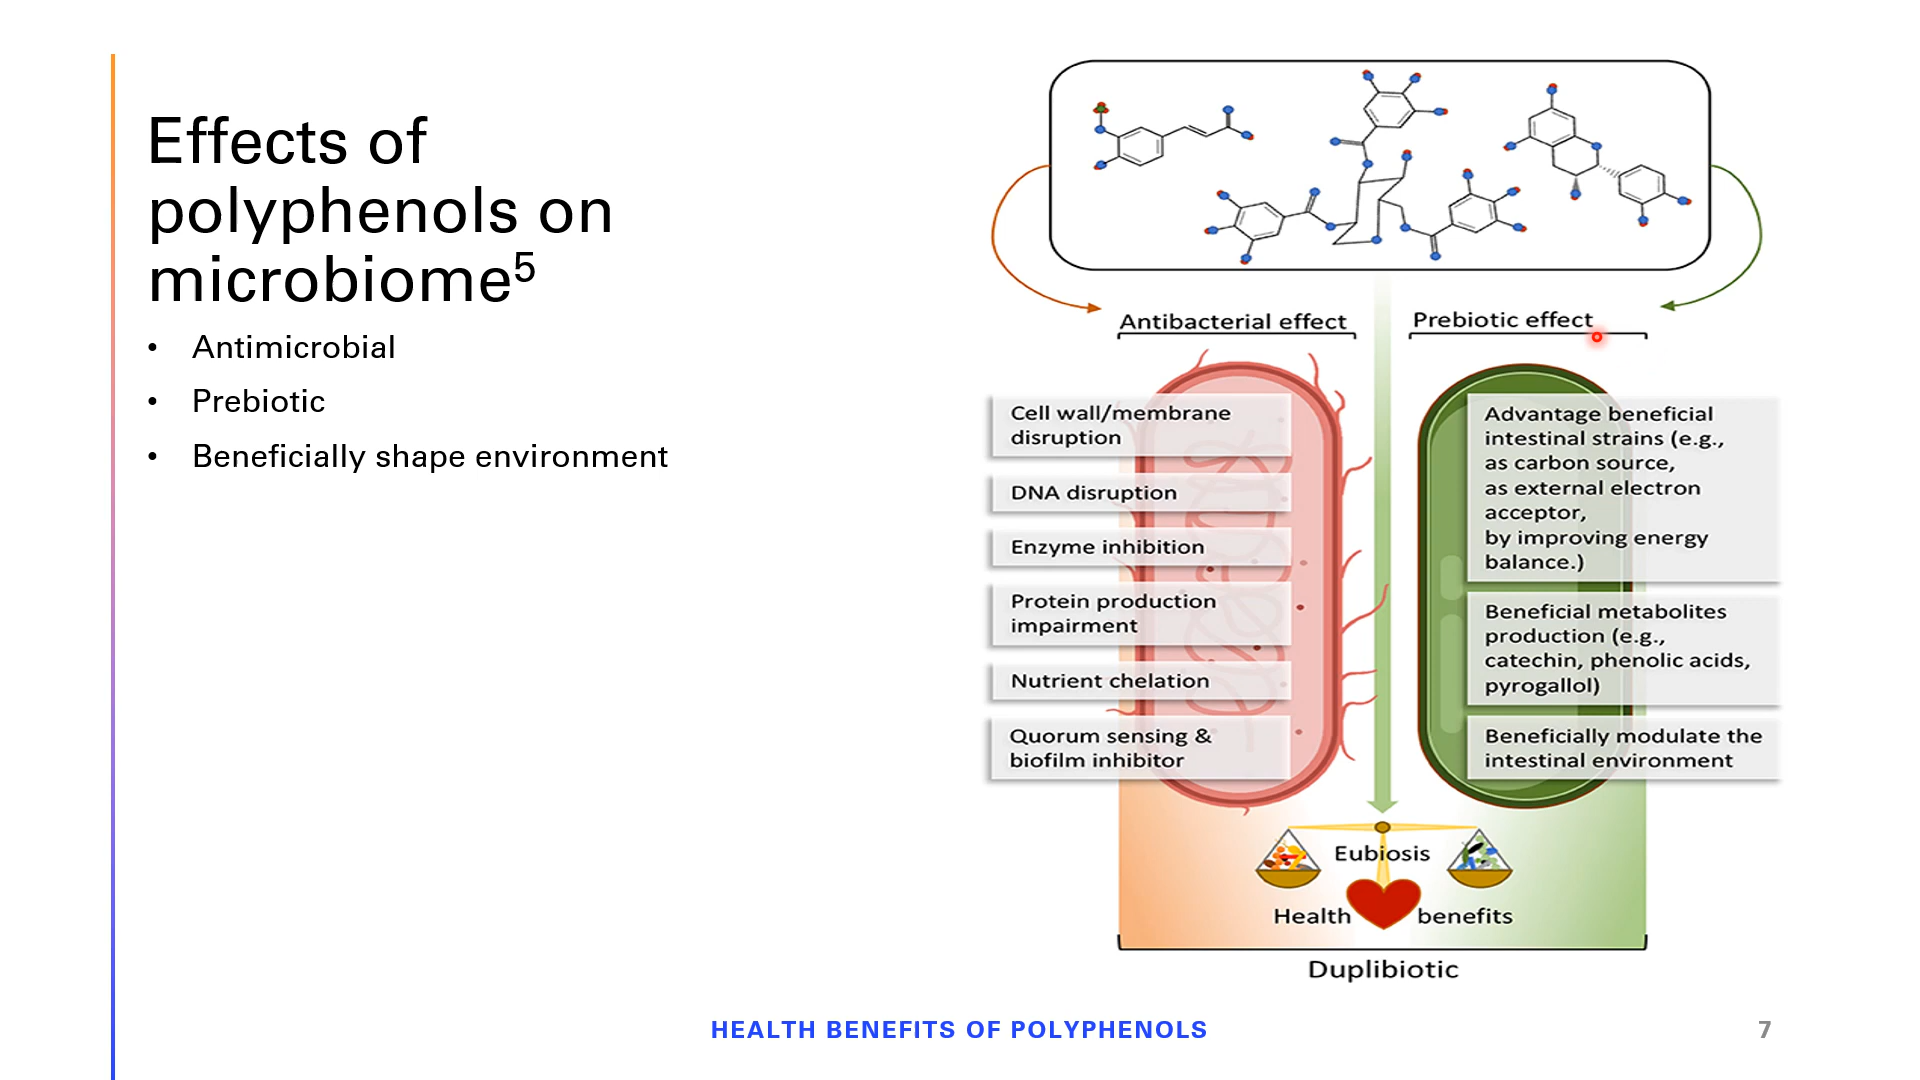 Effects of
polyphenols on
microbiome⁵
• Antimicrobial
• Prebiotic
• Beneficially shape environment
Antibacterial effect
Prebiotic effect
Cell wall/membrane
disruption
DNA disruption
Enzyme inhibition
Protein production
impairment
Nutrient chelation
Quorum sensing &
biofilm inhibitor
Advantage beneficial
intestinal strains (e.g.,
as carbon source,
as external electron
acceptor,
by improving energy
balance.)
Beneficial metabolites
production (e.g.,
catechin, phenolic acids,
pyrogallol)
Beneficially modulate the
intestinal environment
Eubiosis
Health benefits
Duplibiotic
HEALTH BENEFITS OF POLYPHENOLS
7